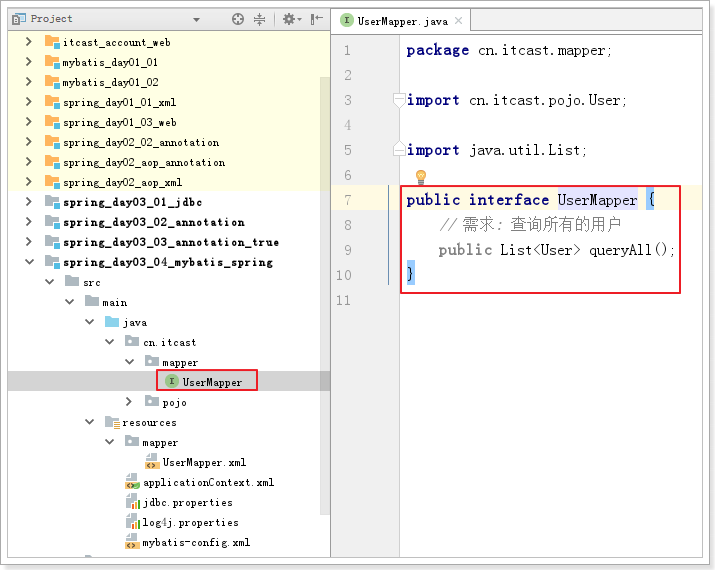 Project
itcast_account_web
mybatis_day01_01
mybatis_day01_02
spring_day01_01_xml
spring_day01_03_web
spring_day02_02_annotation
spring_day02_aop_annotation
spring_day02_aop_xml
spring_day03_01_jdbc
spring_day03_02_annotation
spring_day03_03_annotation_true
spring_day03_04_mybatis_spring
src
main
java
cn.itcast
mapper
I UserMapper
pojo
resources
mapper
UserMapper.xml
applicationContext.xml
jdbc.properties
log4j.properties
mybatis-config.xml
I UserMapper.java
1 package cn.itcast.mapper;
2
3 import cn.itcast.pojo.User;
4
5 import java.util.List;
6
7 public interface UserMapper {
8 // 需求：查询所有的用户
9 public List<User> queryAll();
10 }
11